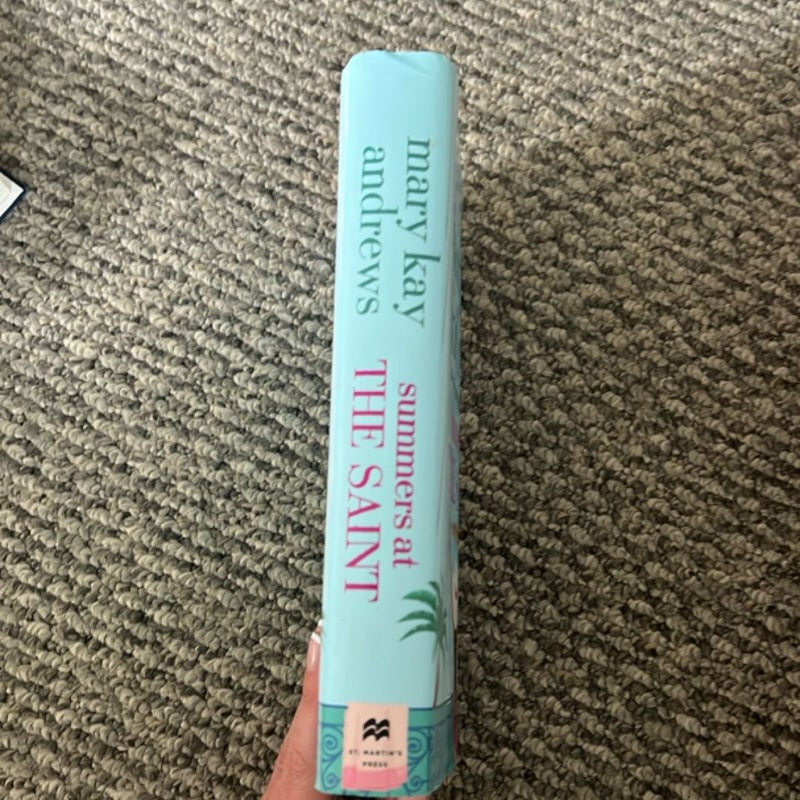 mary kay
andrews
summers at
THE SAINT
ST. MARTIN'S
PRESS